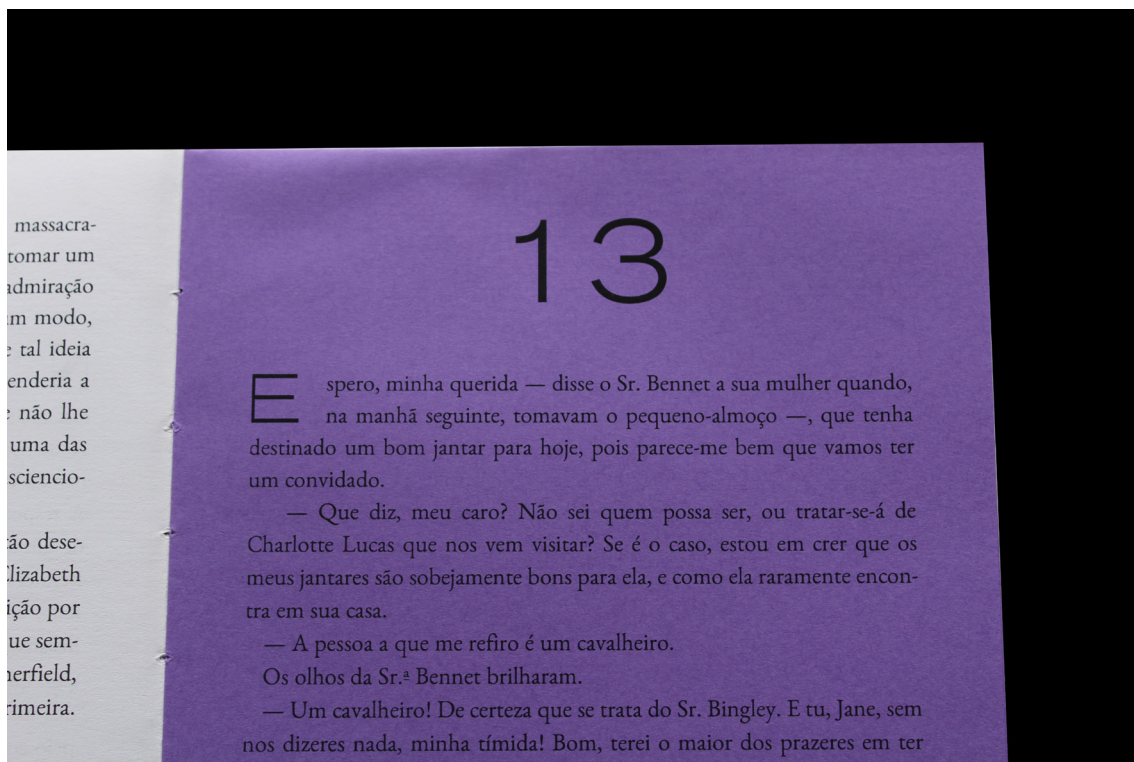 massacra-
tomar um
admiração
modo,
tal ideia
a
não lhe
uma das
sciencio-
dese-
Elizabeth
por
sem-
13
Espero, minha querida — disse o Sr. Bennet a sua mulher quando,
na manhã seguinte, tomavam o pequeno-almoço —, que tenha
destinado um bom jantar para hoje, pois parece-me bem que vamos ter
um convidado.
— Que diz, meu caro? Não sei quem possa ser, ou tratar-se-á de
Charlotte Lucas que nos vem visitar? Se é o caso, estou em crer que os
meus jantares são sobejamente bons para ela, e como ela raramente encon-
tra em sua casa.
— A pessoa a que me refiro é um cavalheiro.
Os olhos da Sr.ª Bennet brilharam.
— Um cavalheiro! De certeza que se trata do Sr. Bingley. E tu, Jane, sem
nos dizeres nada, minha tímida! Bom, terei o maior dos prazeres em ter